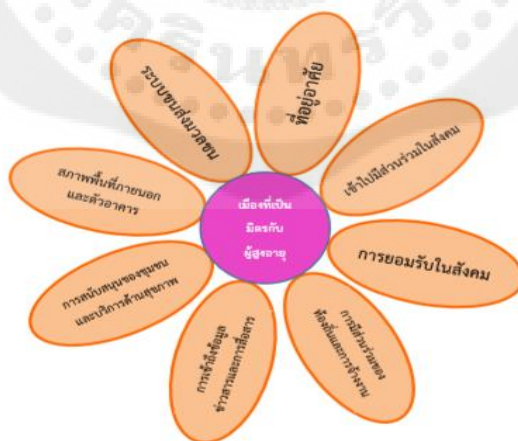 ระบบขนส่งมวลชน
ที่อยู่อาศัย
เข้าไปมีส่วนร่วมในสังคม
การยอมรับในสังคม
การมีส่วนร่วมของ
ท้องถิ่นและการจ้างงาน
การเข้าถึงข้อมูล
ข่าวสารและการสื่อสาร
การสนับสนุนของชุมชน
และบริการด้านสุขภาพ
สภาพพื้นที่ภายนอก
และตัวอาคาร
เมืองที่เป็น
มิตรกับ
ผู้สูงอายุ